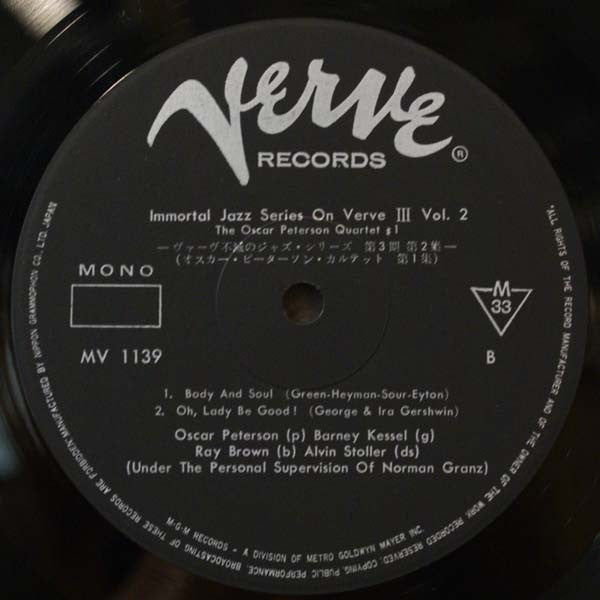 Verve
RECORDS ®
Immortal Jazz Series On Verve III Vol. 2
The Oscar Peterson Quartet #1
—ヴァーヴ不滅のジャズ・シリーズ 第3期 第2集—
(オスカー・ピーターソン・カルテット 第1集)
MONO
M
33
MV 1139
B
1. Body And Soul (Green-Heyman-Sour-Eyton)
2. Oh, Lady Be Good! (George & Ira Gershwin)
Oscar Peterson (p) Barney Kessel (g)
Ray Brown (b) Alvin Stoller (ds)
(Under The Personal Supervision Of Norman Granz)
M-G-M RECORDS – A DIVISION OF METRO GOLDWYN MAYER INC.
"ALL RIGHTS OF THE RECORD MANUFACTURER AND OF THE OWNER OF THE WORK RECORDED RESERVED. COPYING, PUBLIC PERFORMANCE, BROADCASTING OF THESE RECORDS ARE FORBIDDEN" MANUFACTURED BY NIPPON GRAMMOPHON CO., LTD. JAPAN